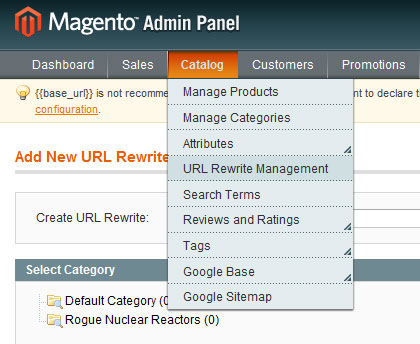 Magento™ Admin Panel
Dashboard Sales Catalog Customers Promotions
{{base_url}} is not recomme
nt to declare th
configuration.
Manage Products
Manage Categories
Attributes
URL Rewrite Management
Search Terms
Reviews and Ratings
Tags
Google Base
Google Sitemap
Add New URL Rewrite
Create URL Rewrite:
Select Category
Default Category (0
Rogue Nuclear Reactors (0)